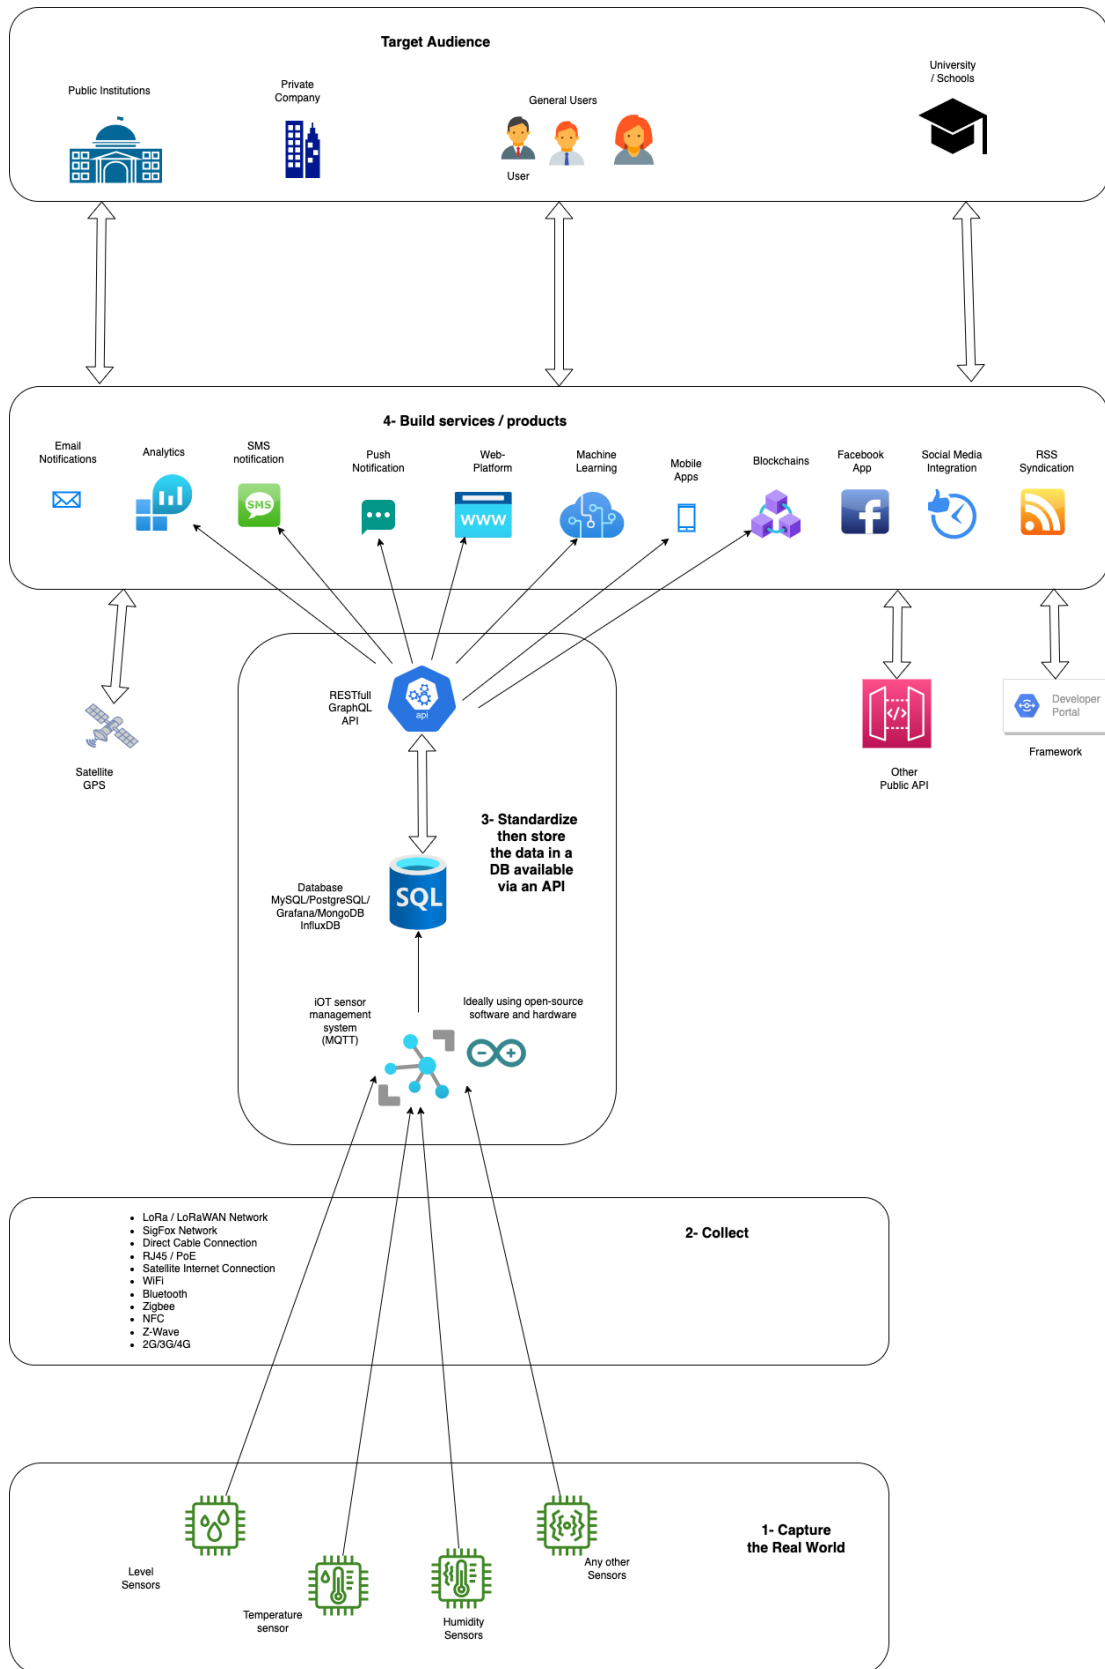 Target Audience
Public Institutions
Private
Company
General Users
User
University
/ Schools
4- Build services / products
Email
Notifications
Analytics
SMS
notification
SMS
Push
Notification
Web-
Platform
www
Machine
Learning
Mobile
Apps
Blockchains
Facebook
App
f
Social Media
Integration
RSS
Syndication
RESTfull
GraphQL
API
api
Satellite
GPS
</>
Other
Public API
Developer
Portal
Framework
3- Standardize
then store
the data in a
DB available
via an API
Database
MySQL/PostgreSQL/
Grafana/MongoDB
InfluxDB
SQL
iOT sensor
management
system
(MQTT)
Ideally using open-source
software and hardware
2- Collect
• LoRa / LoRaWAN Network
• SigFox Network
• Direct Cable Connection
• RJ45 / PoE
• Satellite Internet Connection
• WiFi
• Bluetooth
• Zigbee
• NFC
• Z-Wave
• 2G/3G/4G
1- Capture
the Real World
Level
Sensors
Temperature
sensor
Humidity
Sensors
Any other
Sensors